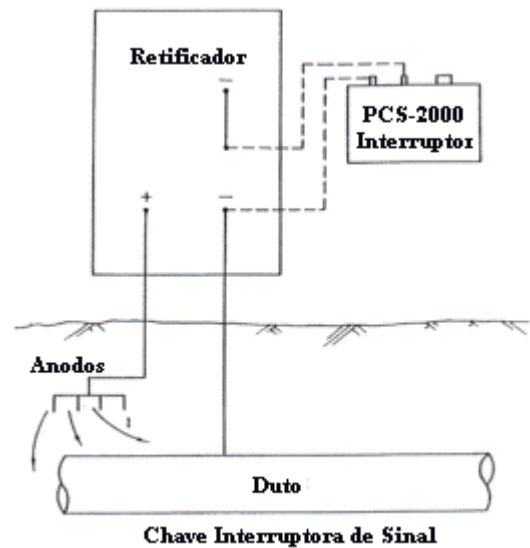 Retificador
−
PCS-2000
Interruptor
+
−
Anodos
Duto
Chave Interruptora de Sinal